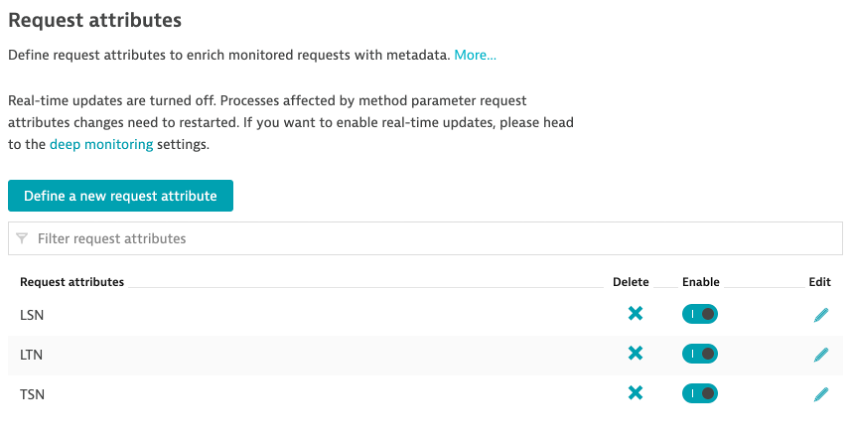 Request attributes
Define request attributes to enrich monitored requests with metadata. More...
Real-time updates are turned off. Processes affected by method parameter request
attributes changes need to restarted. If you want to enable real-time updates, please head
to the deep monitoring settings.
Define a new request attribute
Filter request attributes
Request attributes Delete Enable Edit
LSN
LTN
TSN